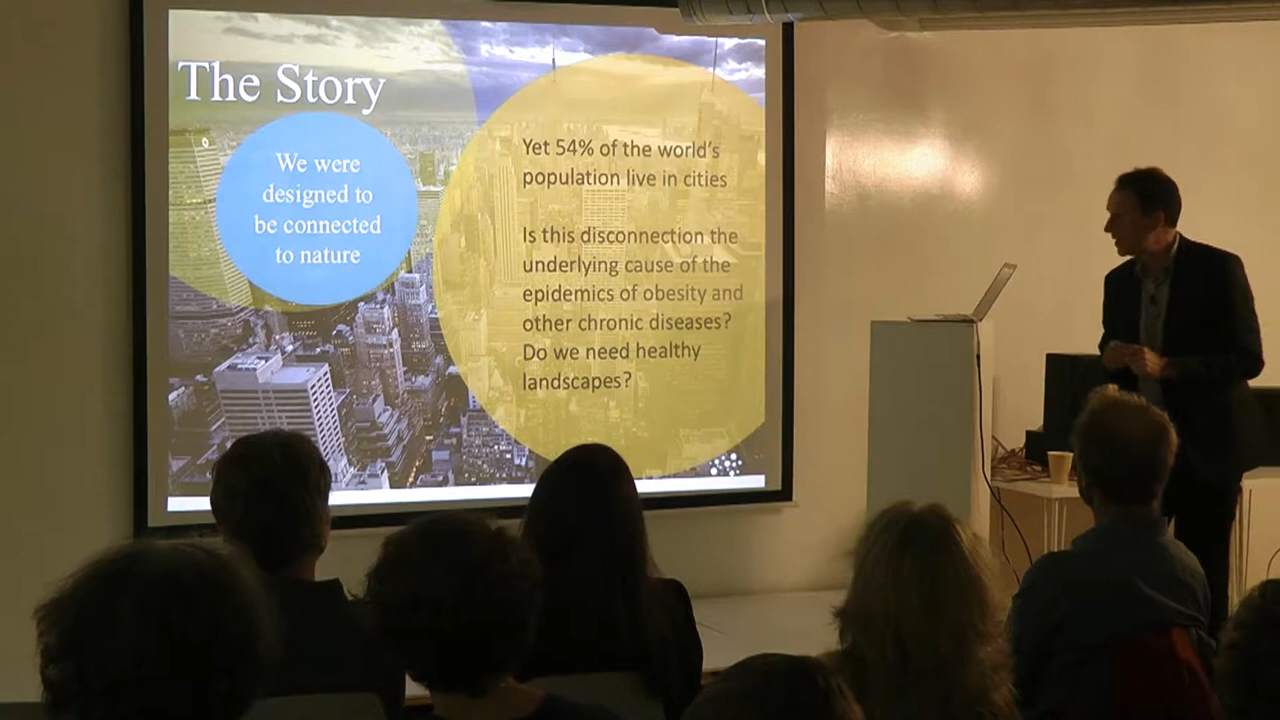 The Story
We were
designed to
be connected
to nature
Yet 54% of the world's
population live in cities
Is this disconnection the
underlying cause of the
epidemics of obesity and
other chronic diseases?
Do we need healthy
landscapes?